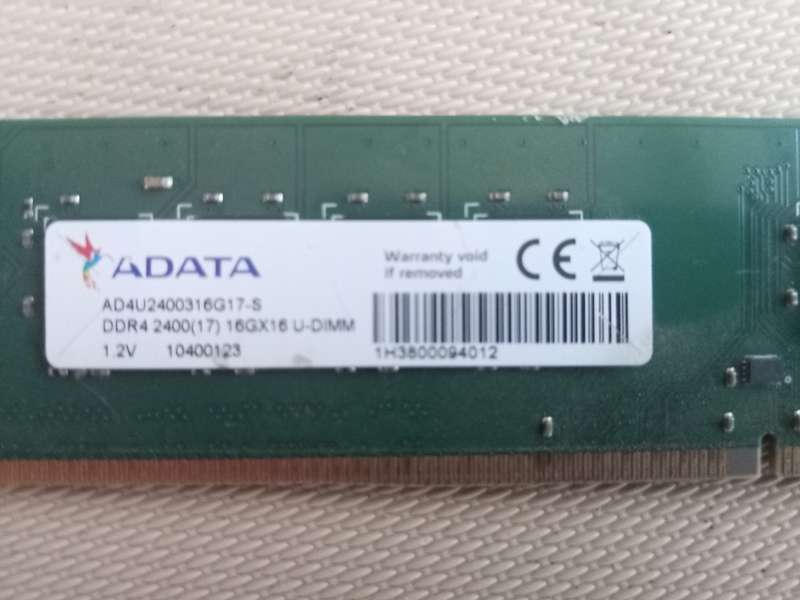 ADATA
Warranty void
if removed
CE
AD4U2400316G17-S
DDR4 2400(17) 16GX16 U-DIMM
1.2V 10400123
1H3800094012